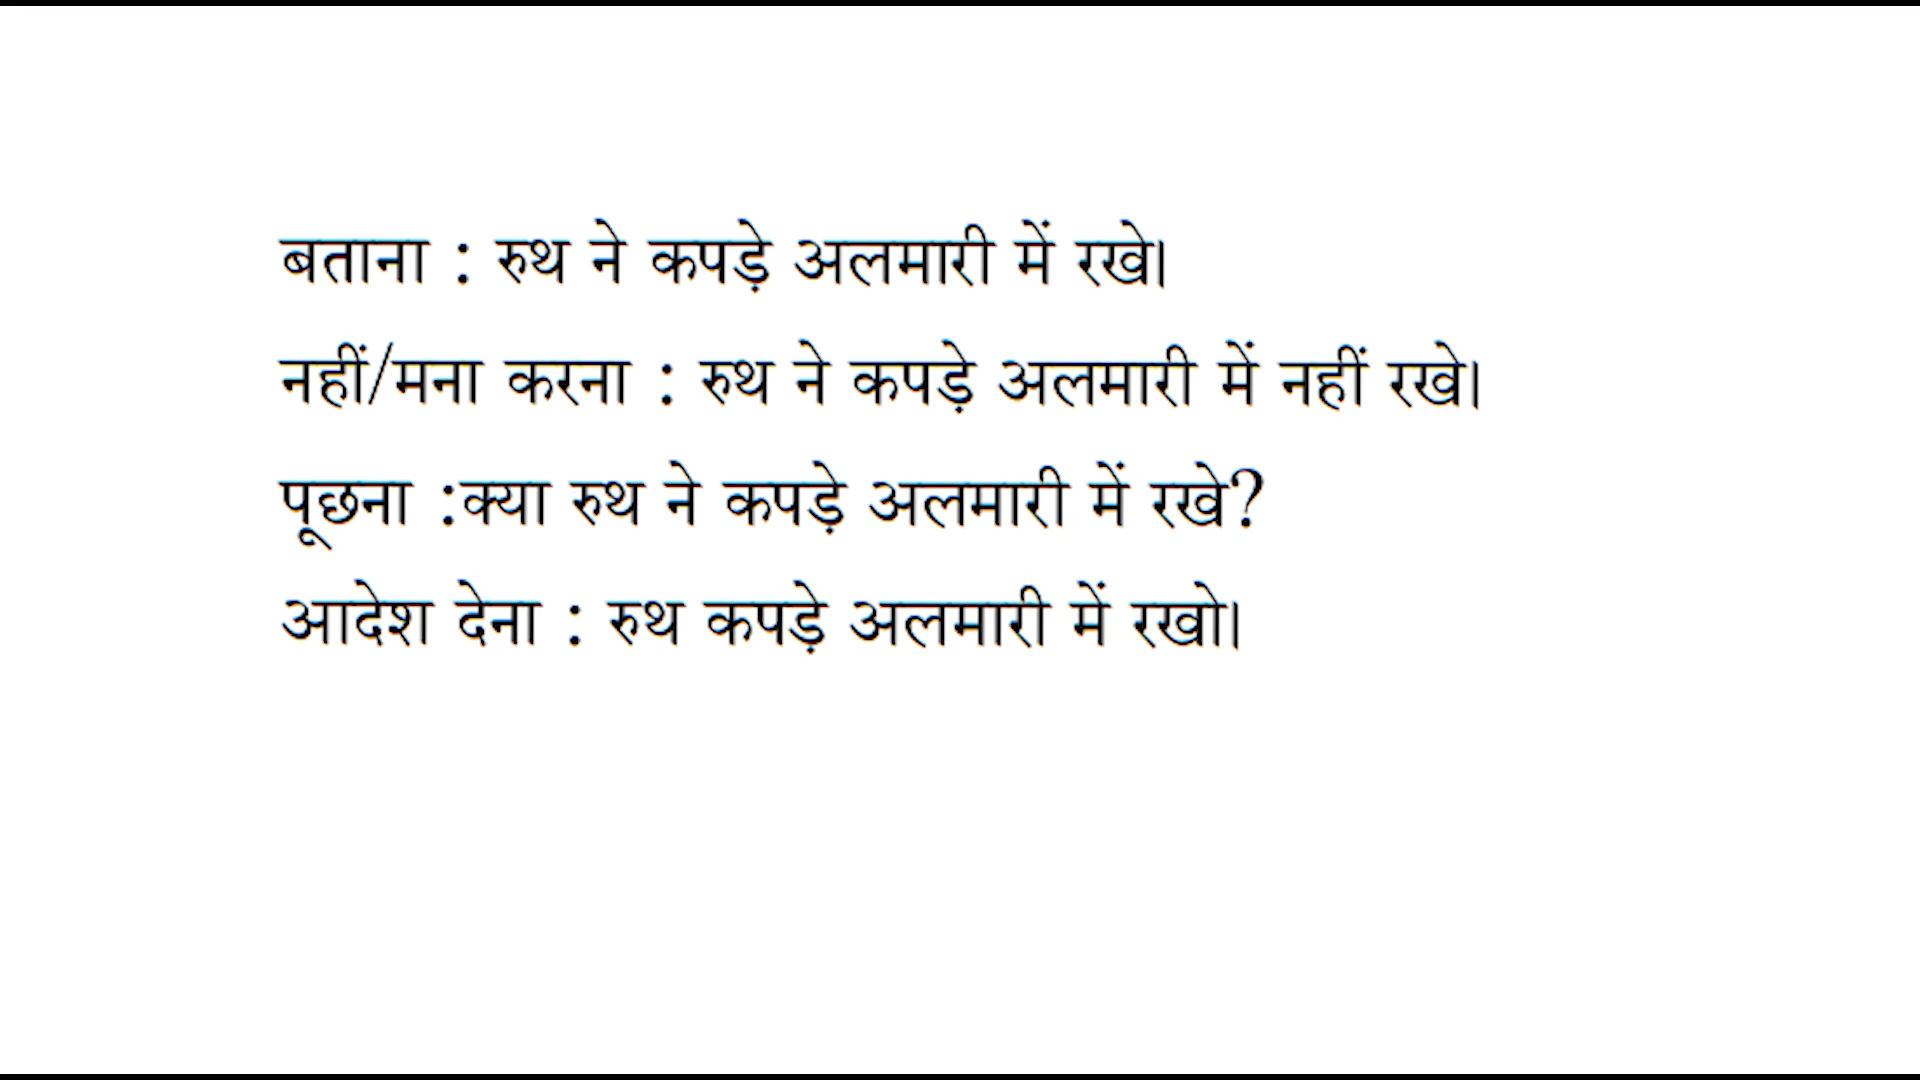 बताना : रुथ ने कपड़े अलमारी में रखे।
नहीं/मना करना : रुथ ने कपड़े अलमारी में नहीं रखे।
पूछना :क्या रुथ ने कपड़े अलमारी में रखे?
आदेश देना : रुथ कपड़े अलमारी में रखो।